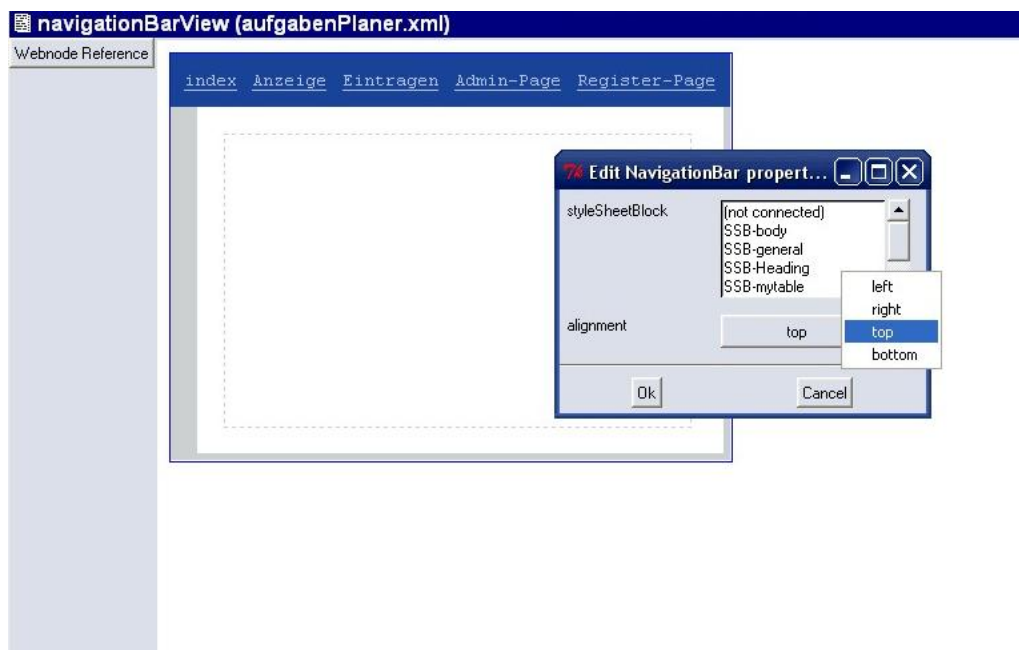 navigationBarView (aufgabenPlaner.xml)
Webnode Reference
index Anzeige Eintragen Admin-Page Register-Page
Edit NavigationBar propert...
styleSheetBlock
(not connected)
SSB-body
SSB-general
SSB-Heading
SSB-mytable
left
right
alignment
top
top
bottom
Ok
Cancel